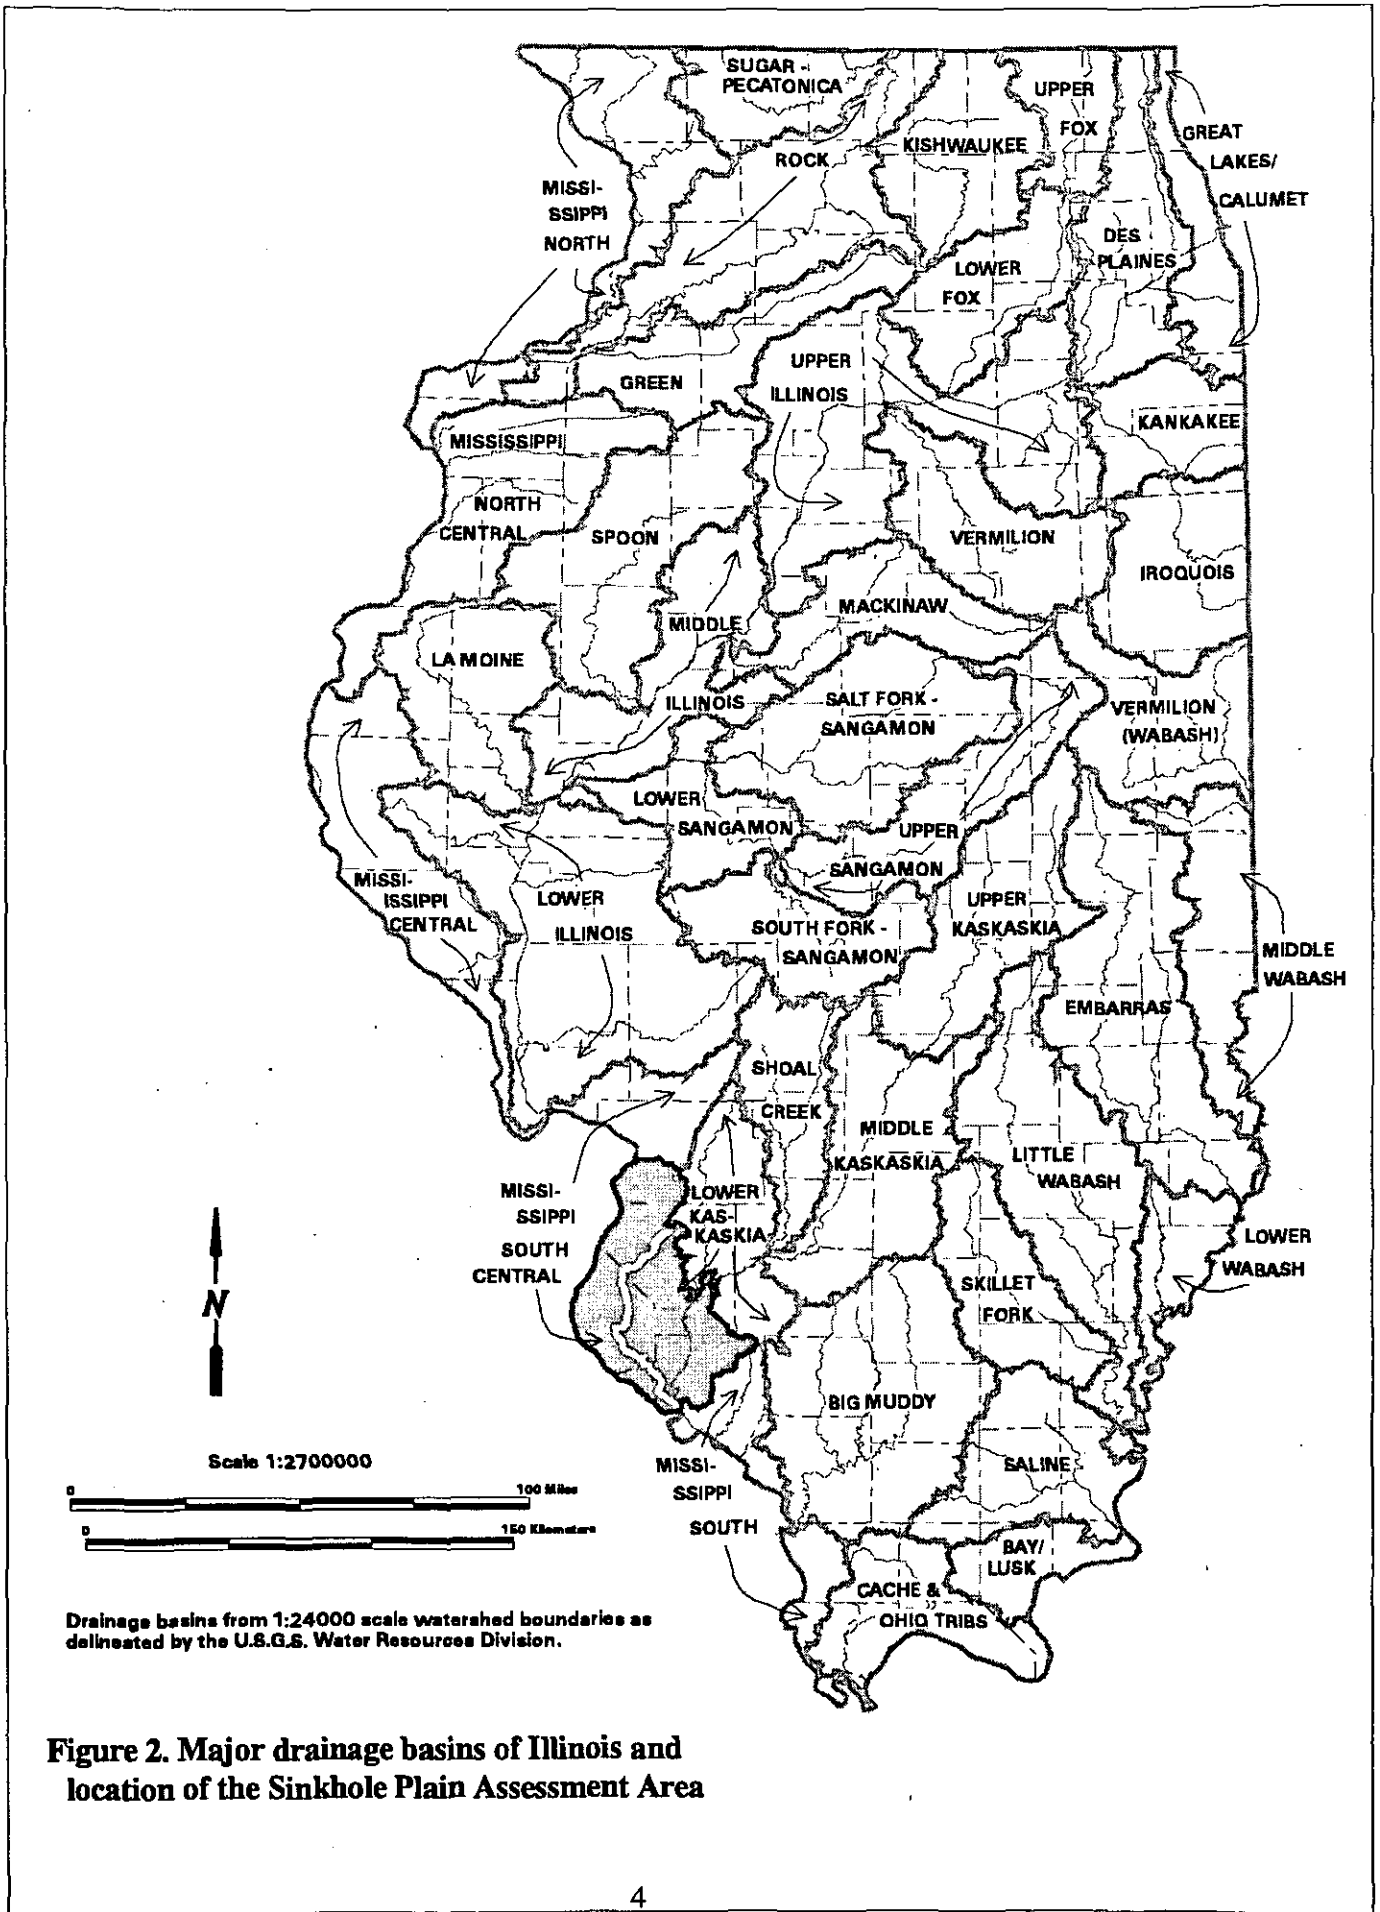 SUGAR -
PECATONICA
UPPER
FOX
GREAT
LAKES/
CALUMET
KISHWAUKEE
ROCK
MISSI-
SSIPPI
NORTH
DES
PLAINES
LOWER
FOX
UPPER
ILLINOIS
GREEN
KANKAKEE
MISSISSIPPI
NORTH
CENTRAL
SPOON
VERMILION
IROQUOIS
MACKINAW
MIDDLE
ILLINOIS
LA MOINE
SALT FORK -
SANGAMON
VERMILION
(WABASH)
LOWER
SANGAMON
UPPER
SANGAMON
MISSI-
ISSIPPI
CENTRAL
LOWER
ILLINOIS
UPPER
KASKASKIA
SOUTH FORK -
SANGAMON
MIDDLE
WABASH
EMBARRAS
SHOAL
CREEK
MIDDLE
KASKASKIA
LITTLE
WABASH
MISSI-
SSIPPI
SOUTH
CENTRAL
LOWER
KAS-
KASKIA
LOWER
WABASH
SKILLET
FORK
N
BIG MUDDY
SALINE
MISSI-
SSIPPI
SOUTH
BAY/
LUSK
CACHE &
OHIO TRIBS
Scale 1:2700000
0 100 Miles
0 150 Kilometers
Drainage basins from 1:24000 scale watershed boundaries as
delineated by the U.S.G.S. Water Resources Division.
Figure 2. Major drainage basins of Illinois and
location of the Sinkhole Plain Assessment Area
4